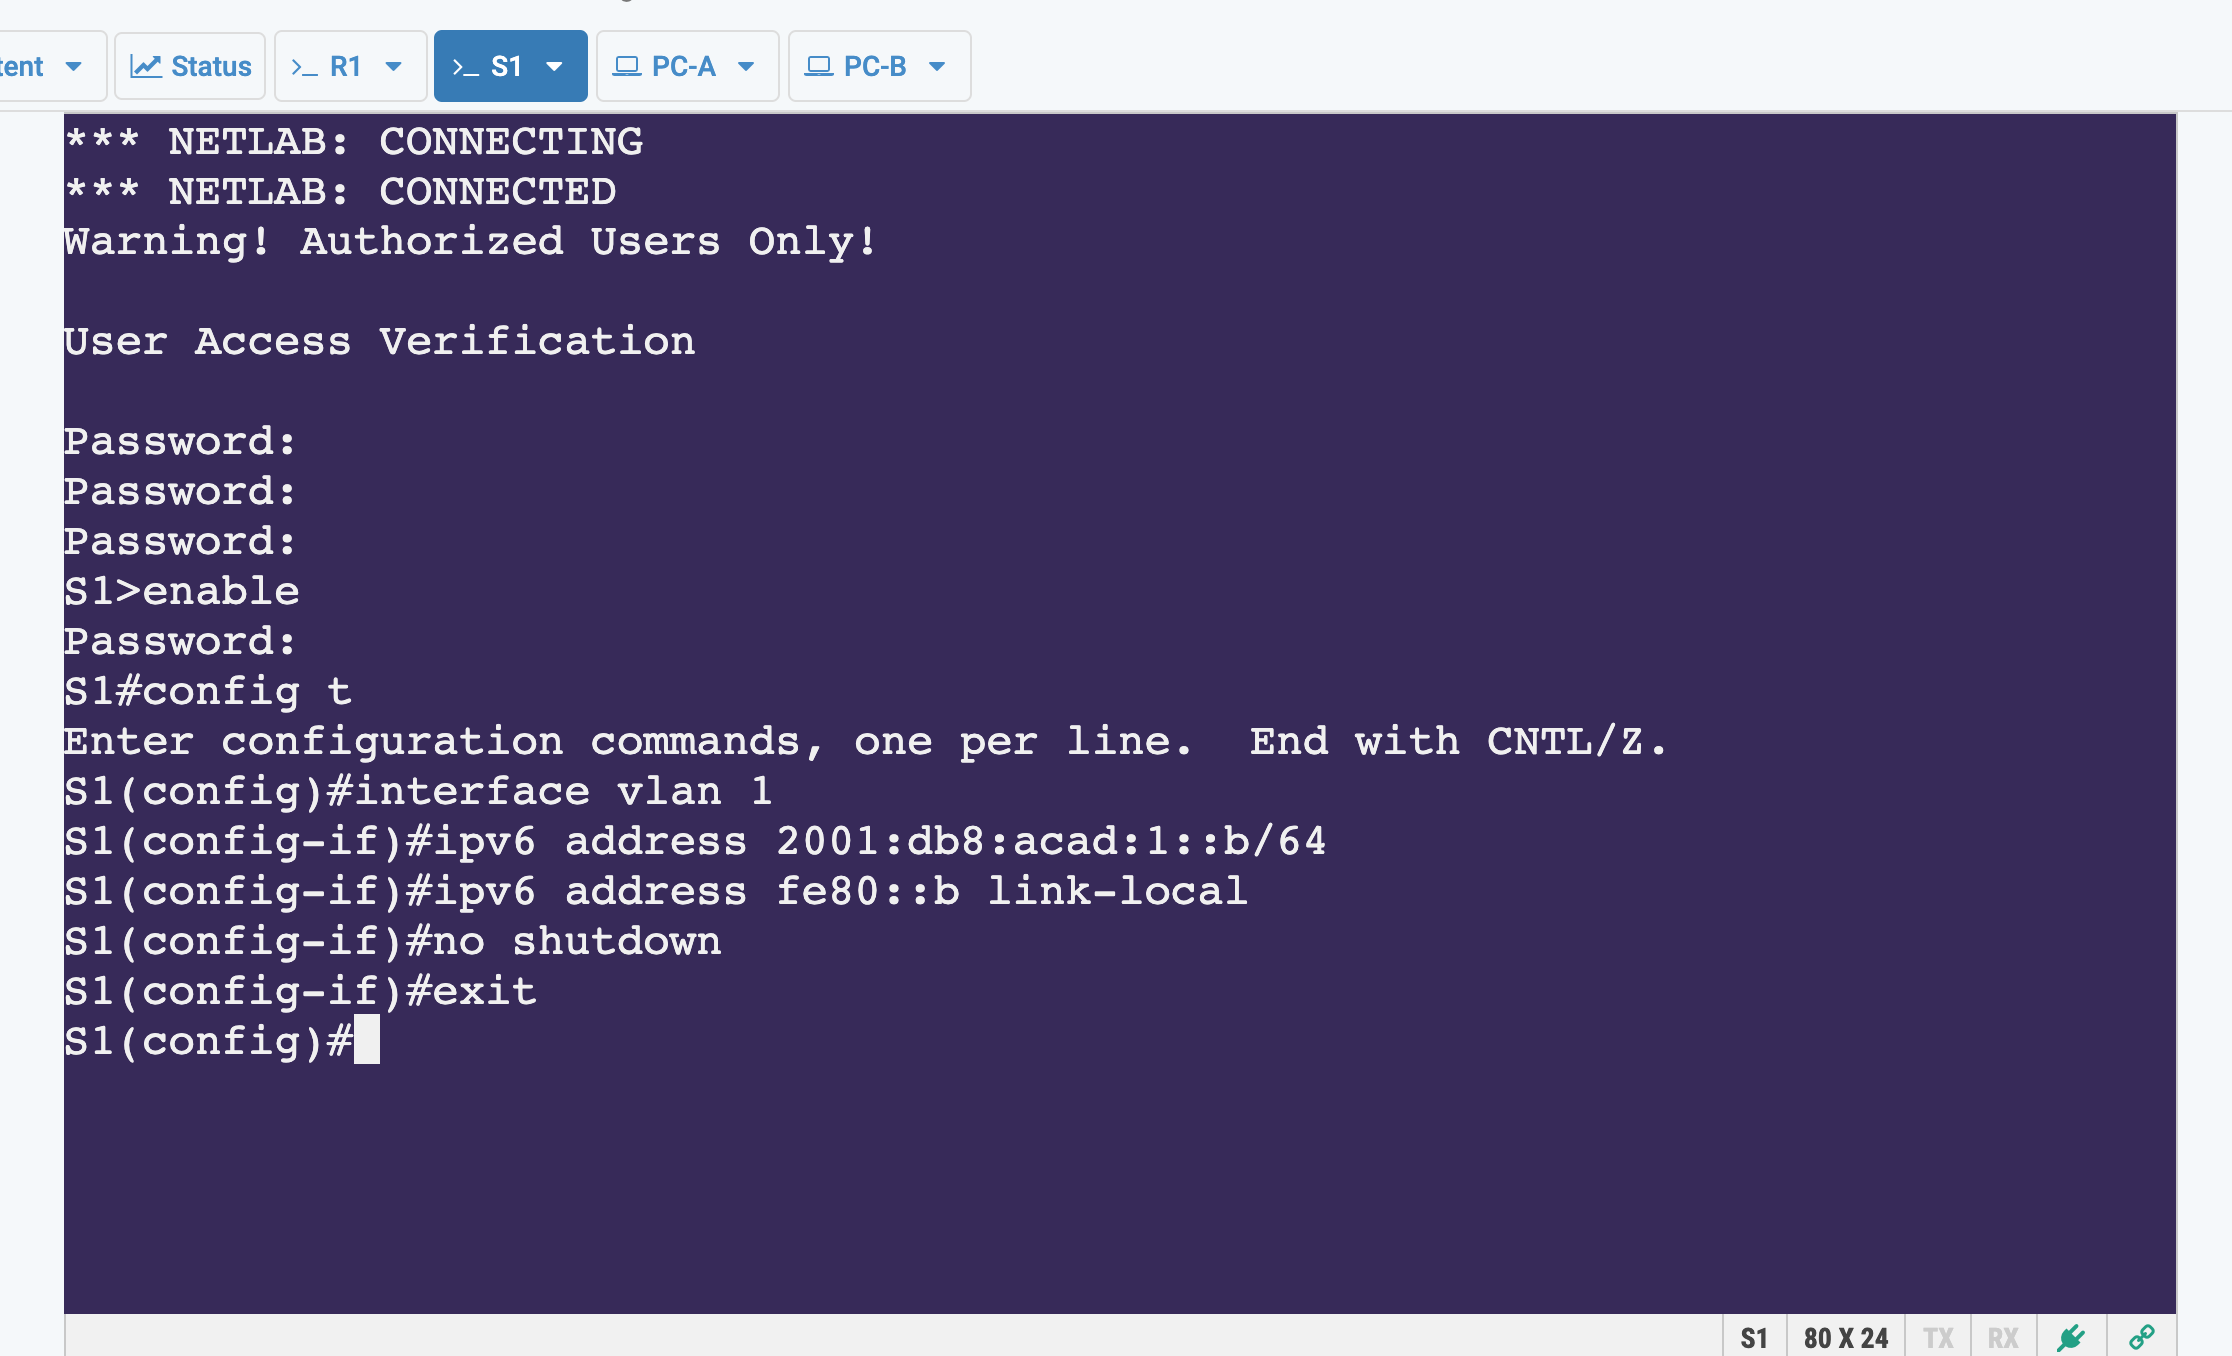 tent Status >_ R1 >_ S1 PC-A PC-B
*** NETLAB: CONNECTING
*** NETLAB: CONNECTED
Warning! Authorized Users Only!
User Access Verification
Password:
Password:
Password:
S1>enable
Password:
S1#config t
Enter configuration commands, one per line.  End with CNTL/Z.
S1(config)#interface vlan 1
S1(config-if)#ipv6 address 2001:db8:acad:1::b/64
S1(config-if)#ipv6 address fe80::b link-local
S1(config-if)#no shutdown
S1(config-if)#exit
S1(config)#
S1 80 X 24 TX RX